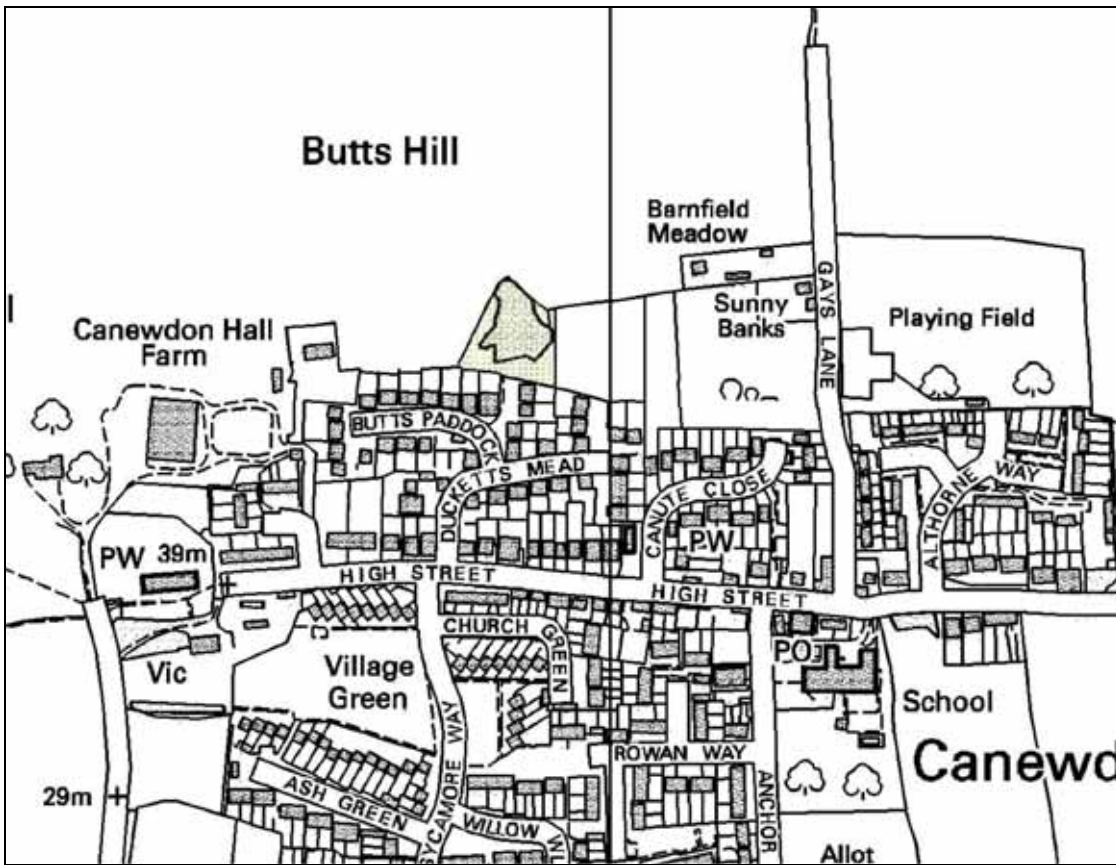 Butts Hill
Barnfield
Meadow
GAYS LANE
Sunny
Banks
Playing Field
Canewdon Hall
Farm
BUTTS PADDOCK
DUCKETTS MEAD
CANUTE CLOSE
ALTHORNE WAY
PW
PW 39m
HIGH STREET
HIGH STREET
CHURCH GREEN
PO
Vic
Village
Green
School
SYCAMORE WAY
ROWAN WAY
Canewd
ASH GREEN
29m
WILLOW WL
ANCHOR
Allot